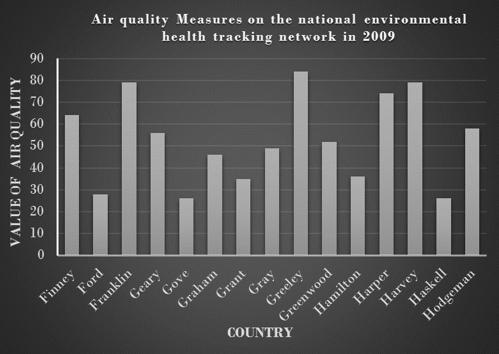 Air quality Measures on the national environmental
health tracking network in 2009
VALUE OF AIR QUALITY
90
80
70
60
50
40
30
20
10
0
Finney
Ford
Franklin
Geary
Gove
Graham
Grant
Gray
Greeley
Greenwood
Hamilton
Harper
Harvey
Haskell
Hodgeman
COUNTRY